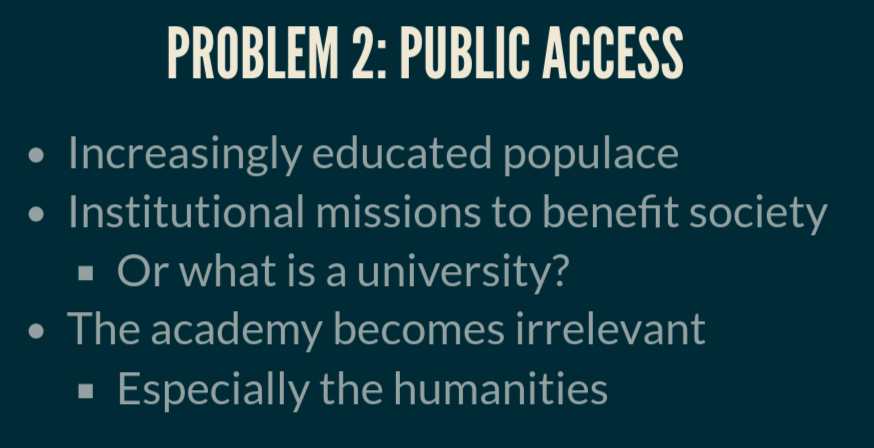 PROBLEM 2: PUBLIC ACCESS
Increasingly educated populace
Institutional missions to benefit society
Or what is a university?
The academy becomes irrelevant
Especially the humanities